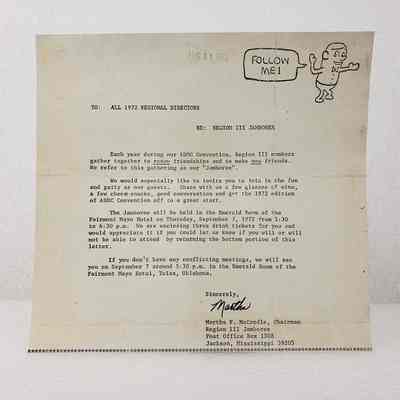 FOLLOW
ME!
TO: ALL 1972 REGIONAL DIRECTORS
RE: REGION III JAMBOREE
Each year during our ASBC Convention, Region III members
gather together to renew friendships and to make new friends.
We refer to this gathering as our "Jamboree".
We would especially like to invite you to join in the fun
and party as our guests. Share with us a few glasses of wine,
a few cheese snacks, good conversation and get the 1972 edition
of Convention off to a great start.
The Jamboree will be held in the Emerald Room of the
Fairmont Mayo Hotel on Thursday, September 7, 1972 from 5:30
to 6:30 p.m. We are enclosing three drink tickets for you and
would appreciate it if you could let us know if you will or will
not be able to attend by returning the bottom portion of this
letter.
If you don't have any conflicting meetings, we will see
you on September 7 around 5:30 p.m. in the Emerald Room of the
Fairmont Mayo Hotel, Tulsa, Oklahoma.
Sincerely,
Martha
Martha F. Chairman
Region III Jamboree
Post Office Box 1308
Jackson, Mississippi 39205